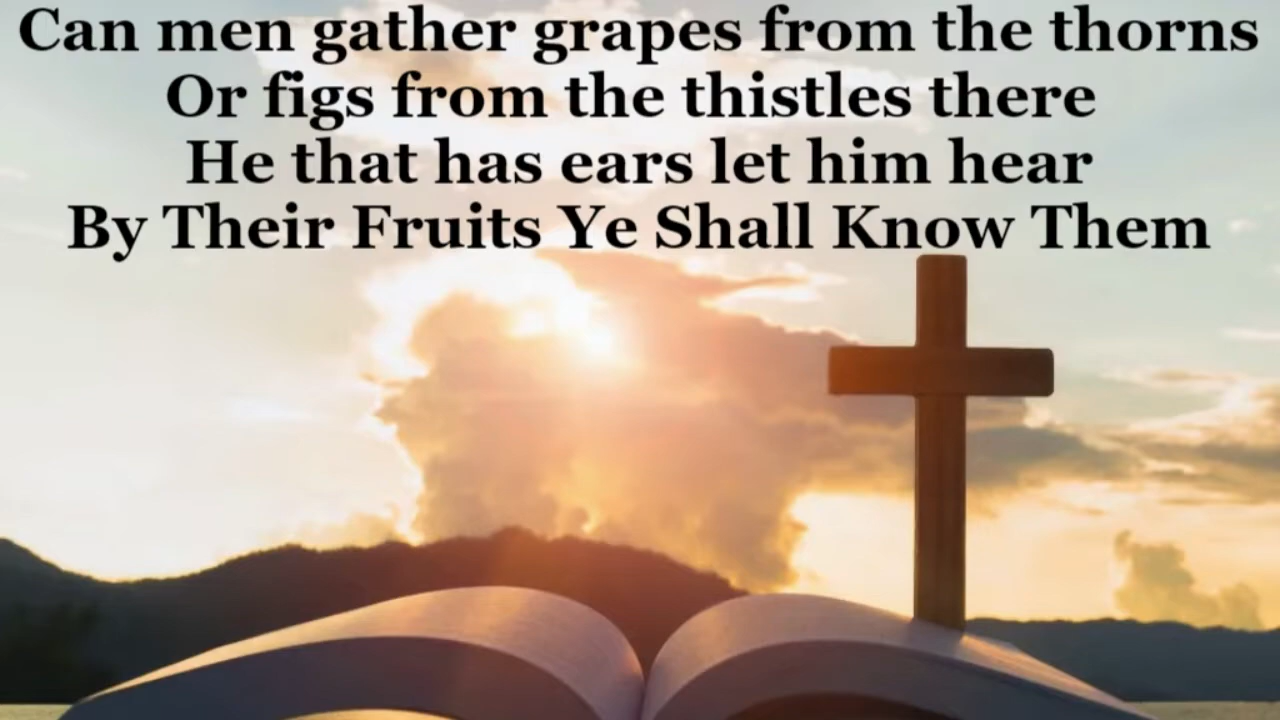 Can men gather grapes from the thorns
Or figs from the thistles there
He that has ears let him hear
By Their Fruits Ye Shall Know Them